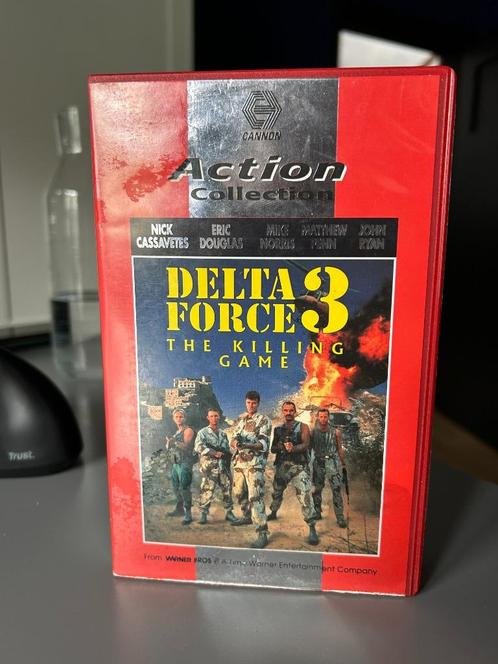 CANNON
Action
Collection
NICK CASSAVETES
ERIC DOUGLAS
MIKE NORRIS
MATTHEW PENN
JOHN RYAN
DELTA
FORCE 3
THE KILLING
GAME
From WARNER BROS A Time Warner Entertainment Company
Trust.